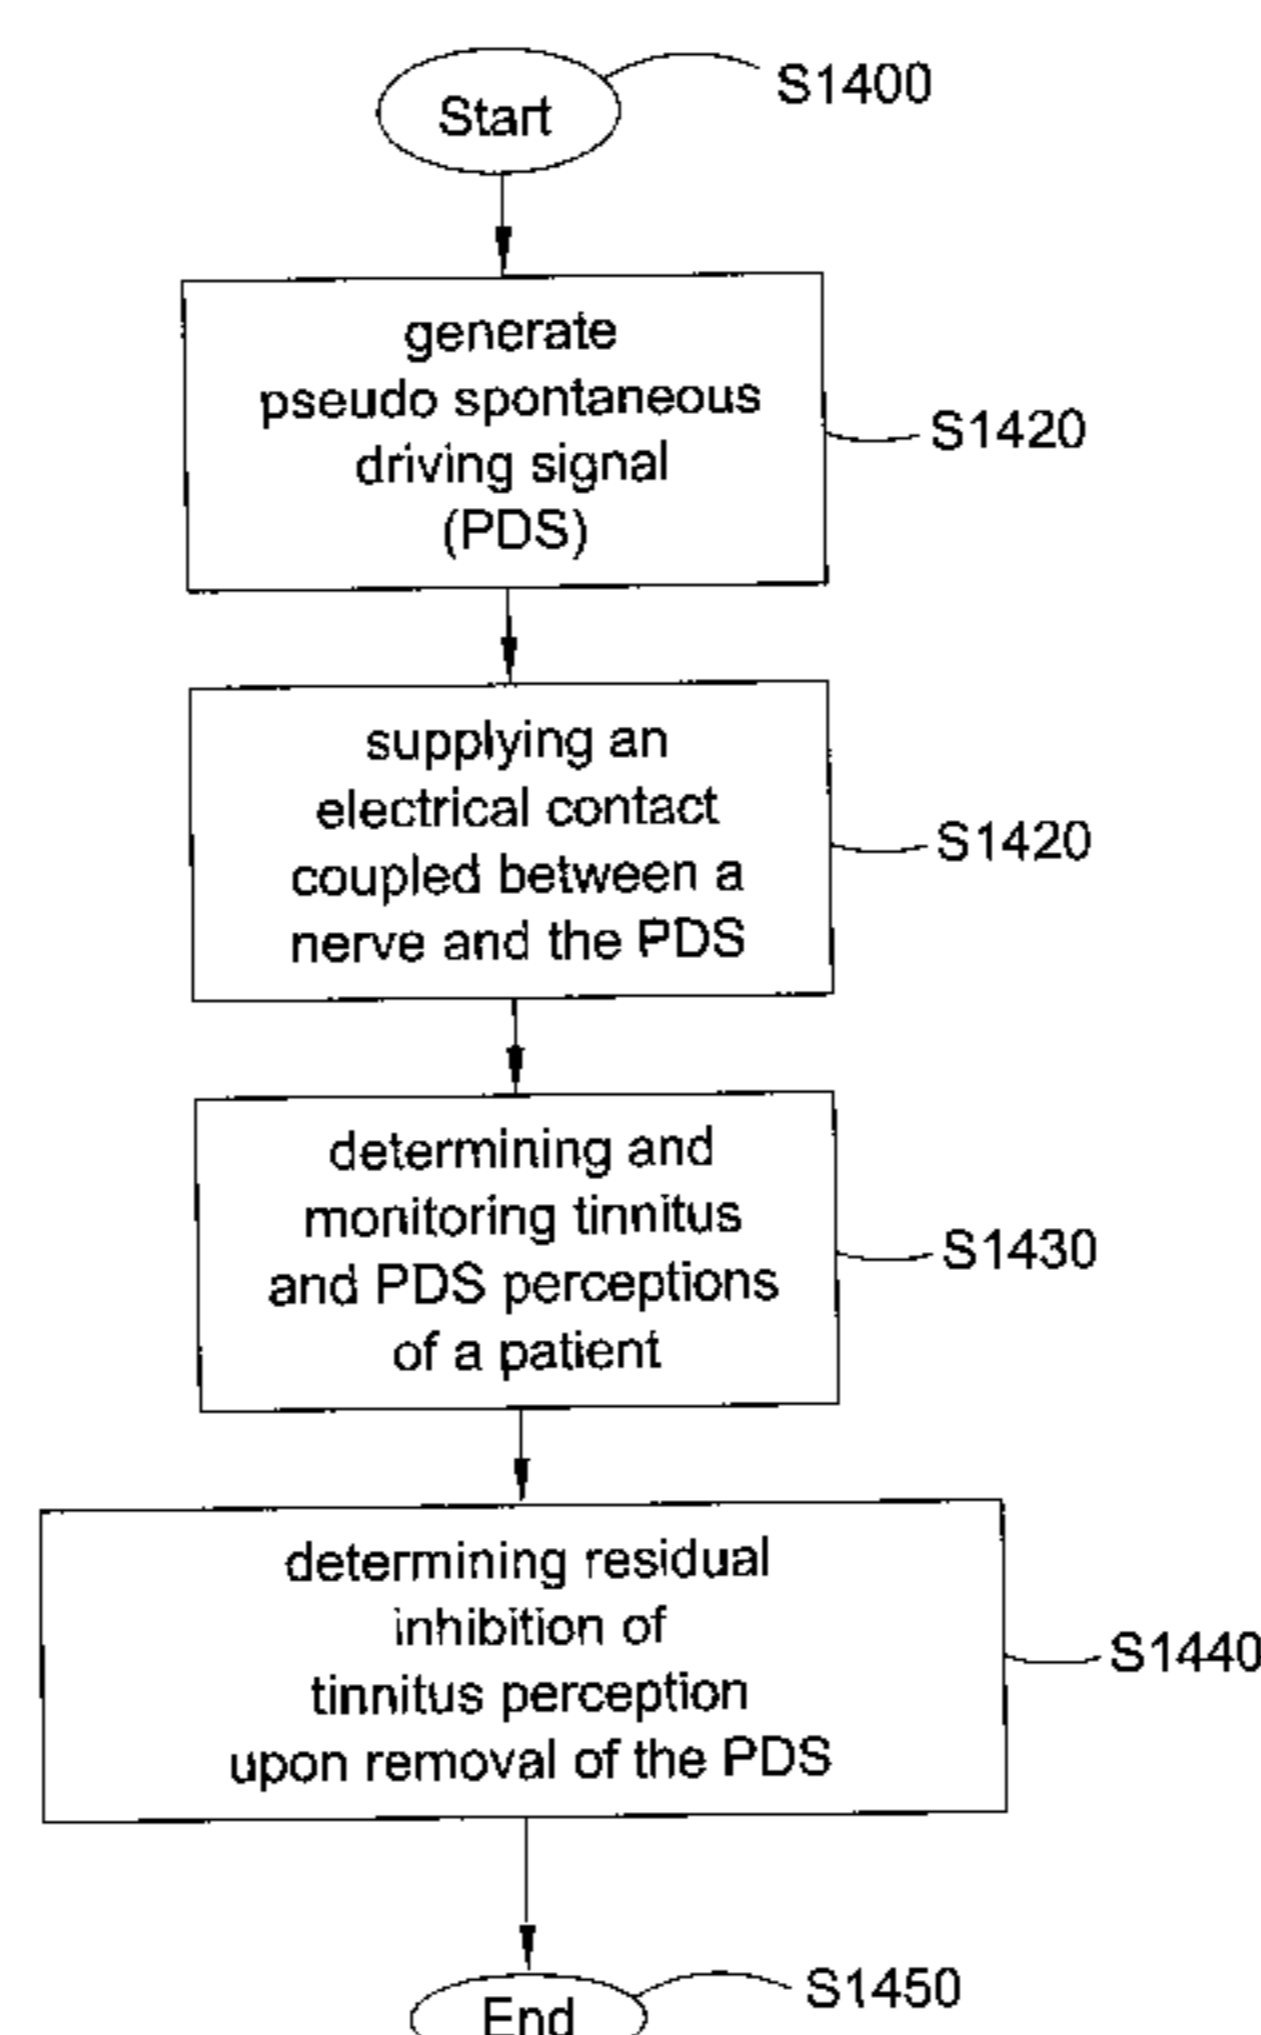 Start
S1400
generate
pseudo spontaneous
driving signal
(PDS)
S1420
supplying an
electrical contact
coupled between a
nerve and the PDS
S1420
determining and
monitoring tinnitus
and PDS perceptions
of a patient
S1430
determining residual
inhibition of
tinnitus perception
upon removal of the PDS
S1440
End
S1450